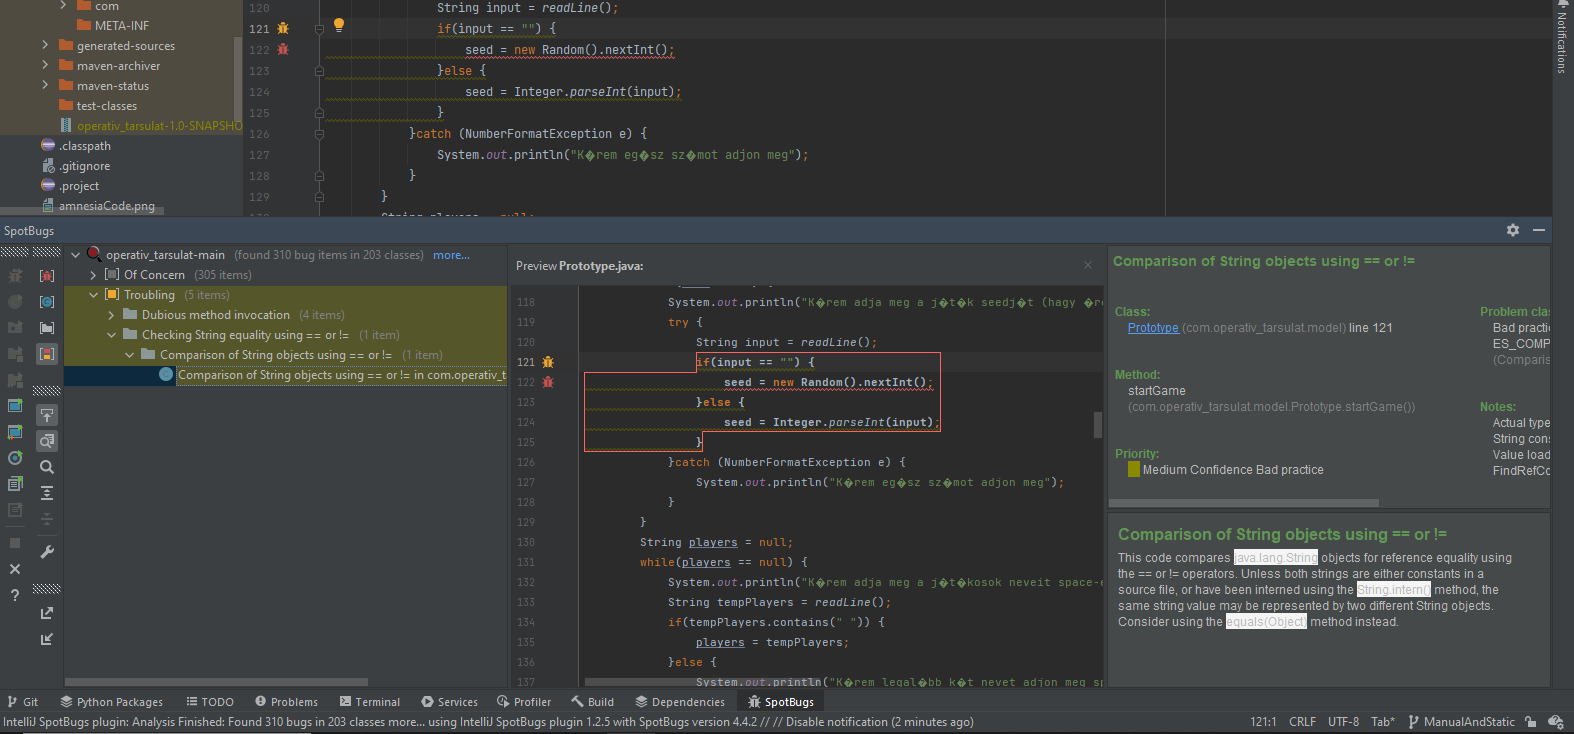 com
META-INF
generated-sources
maven-archiver
maven-status
test-classes
operativ_tarsulat-1.0-SNAPSHO
.classpath
.gitignore
.project
amnesiaCode.png
120 String input = readLine();
121 if(input == "") {
122 seed = new Random().nextInt();
123 }else {
124 seed = Integer.parseInt(input);
125 }
126 }catch (NumberFormatException e) {
127 System.out.println("K�rem eg�sz sz�mot adjon meg");
128 }
129 }
Notifications
SpotBugs
operativ_tarsulat-main (found 310 bug items in 203 classes) more...
Of Concern (305 items)
Troubling (5 items)
Dubious method invocation (4 items)
Checking String equality using == or != (1 item)
Comparison of String objects using == or != (1 item)
Comparison of String objects using == or != in com.operativ_t
Preview Prototype.java:
118 System.out.println("K�rem adja meg a j�t�k seedj�t (hagy �r
119 try {
120 String input = readLine();
121 if(input == "") {
122 seed = new Random().nextInt();
123 }else {
124 seed = Integer.parseInt(input);
125 }
126 }catch (NumberFormatException e) {
127 System.out.println("K�rem eg�sz sz�mot adjon meg");
128 }
129 }
130 String players = null;
131 while(players == null) {
132 System.out.println("K�rem adja meg a j�t�kosok neveit space-
133 String tempPlayers = readLine();
134 if(tempPlayers.contains(" ")) {
135 players = tempPlayers;
136 }else {
137 System.out.println("K�rem legal�bb k�t nevet adjon meg sp
Comparison of String objects using == or !=
Class:
Prototype (com.operativ_tarsulat.model) line 121
Method:
startGame
(com.operativ_tarsulat.model.Prototype.startGame())
Priority:
Medium Confidence Bad practice
Problem clas
Bad practic
ES_COMP
(Comparis
Notes:
Actual type
String cons
Value load
FindRefCo
Comparison of String objects using == or !=
This code compares java.lang.String objects for reference equality using
the == or != operators. Unless both strings are either constants in a
source file, or have been interned using the String.intern() method, the
same string value may be represented by two different String objects.
Consider using the equals(Object) method instead.
Git Python Packages TODO Problems Terminal Services Profiler Build Dependencies SpotBugs
IntelliJ SpotBugs plugin: Analysis Finished: Found 310 bugs in 203 classes more... using IntelliJ SpotBugs plugin 1.2.5 with SpotBugs version 4.4.2 // // Disable notification (2 minutes ago) 121:1 CRLF UTF-8 Tab* ManualAndStatic